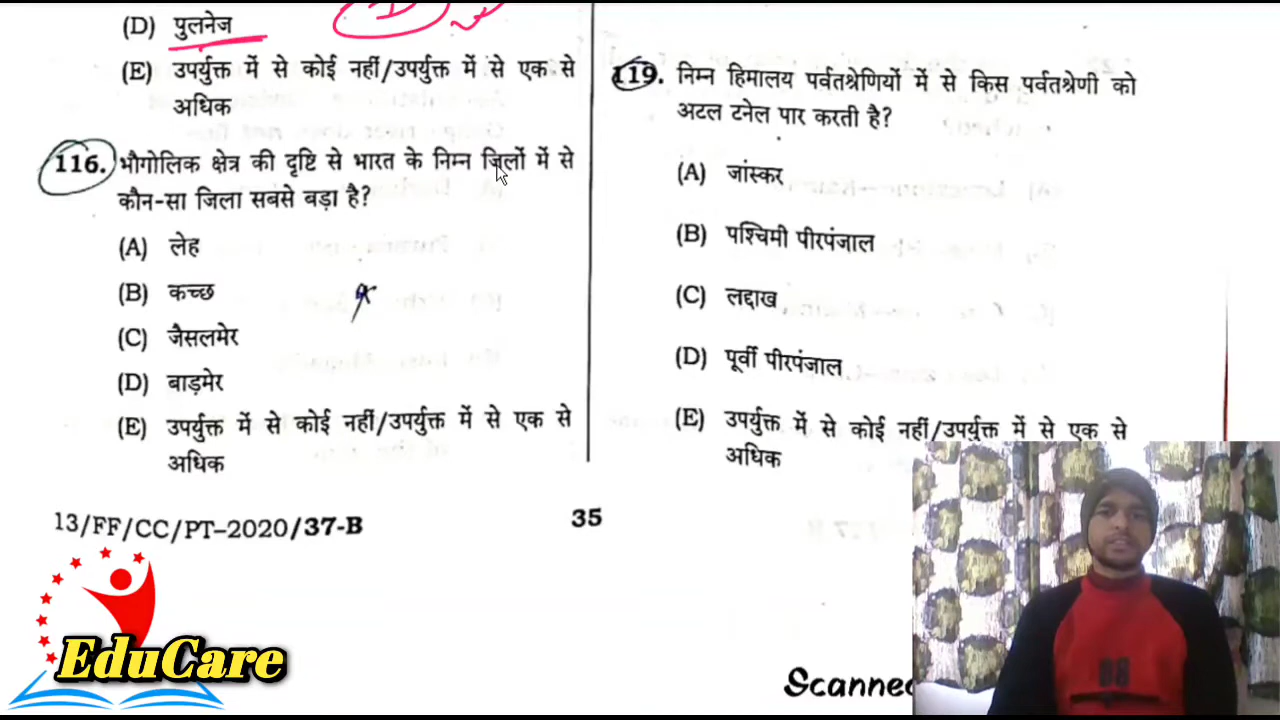 (D) पुलनेज
(E) उपर्युक्त में से कोई नहीं/उपर्युक्त में से एक से
अधिक
116. भौगोलिक क्षेत्र की दृष्टि से भारत के निम्न जिलों में से
कौन-सा जिला सबसे बड़ा है?
(A) लेह
(B) कच्छ
(C) जैसलमेर
(D) बाड़मेर
(E) उपर्युक्त में से कोई नहीं/उपर्युक्त में से एक से
अधिक
13/FF/CC/PT–2020/37-B
35
119. निम्न हिमालय पर्वतश्रेणियों में से किस पर्वतश्रेणी को
अटल टनेल पार करती है?
(A) जांस्कर
(B) पश्चिमी पीरपंजाल
(C) लद्दाख
(D) पूर्वी पीरपंजाल
(E) उपर्युक्त में से कोई नहीं/उपर्युक्त में से एक से
अधिक
EduCare
Scanne